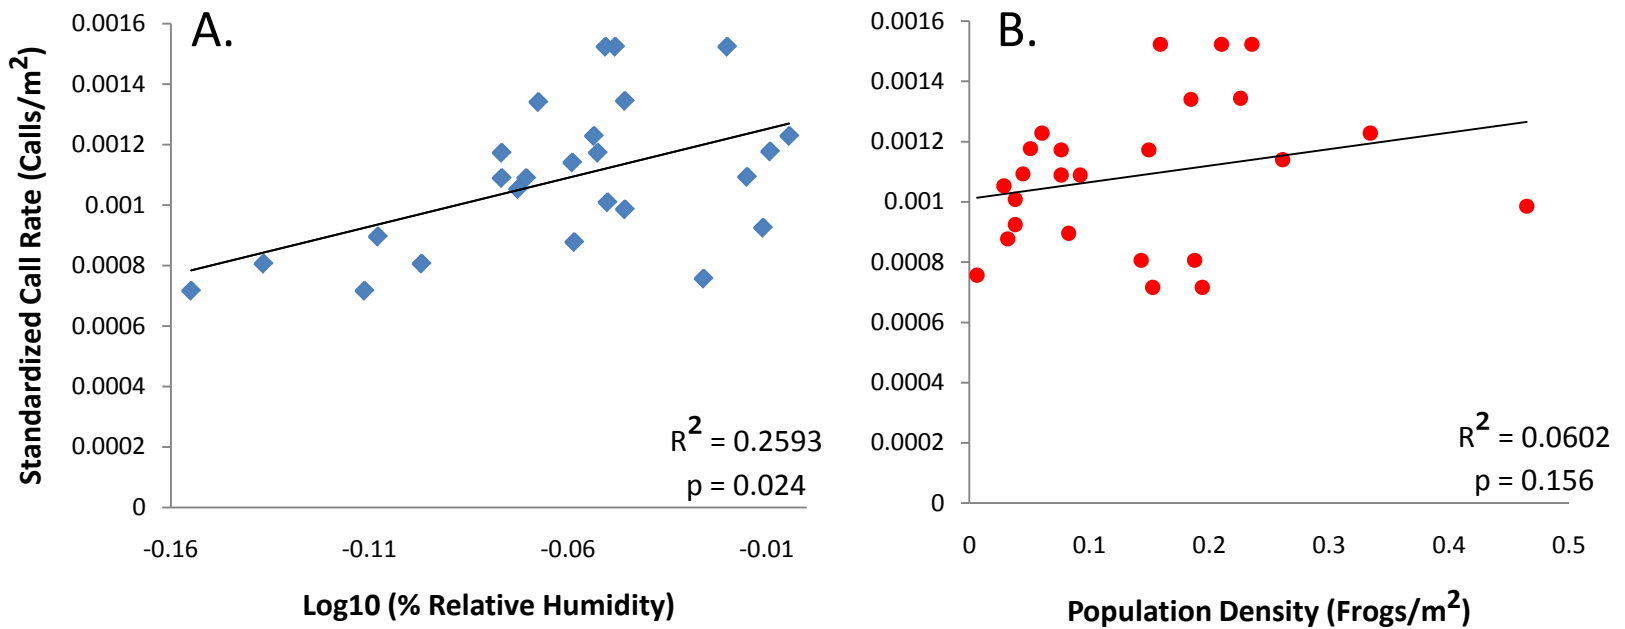 A.
Standardized Call Rate (Calls/m²)
0.0016
0.0014
0.0012
0.001
0.0008
0.0006
0.0004
0.0002
0
R² = 0.2593
p = 0.024
-0.16 -0.11 -0.06 -0.01
Log10 (% Relative Humidity)
B.
0.0016
0.0014
0.0012
0.001
0.0008
0.0006
0.0004
0.0002
0
R² = 0.0602
p = 0.156
0 0.1 0.2 0.3 0.4 0.5
Population Density (Frogs/m²)